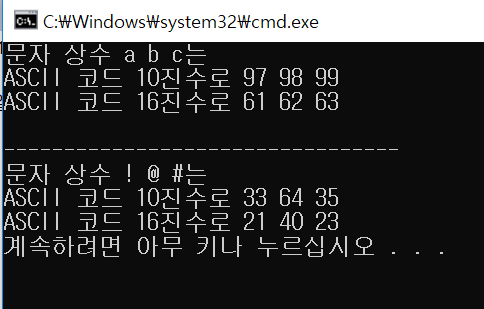 C:₩Windows₩system32₩cmd.exe
문자 상수 a b c는
ASCII 코드 10진수로 97 98 99
ASCII 코드 16진수로 61 62 63
---------------------------------
문자 상수 ! @ #는
ASCII 코드 10진수로 33 64 35
ASCII 코드 16진수로 21 40 23
계속하려면 아무 키나 누르십시오 . . .